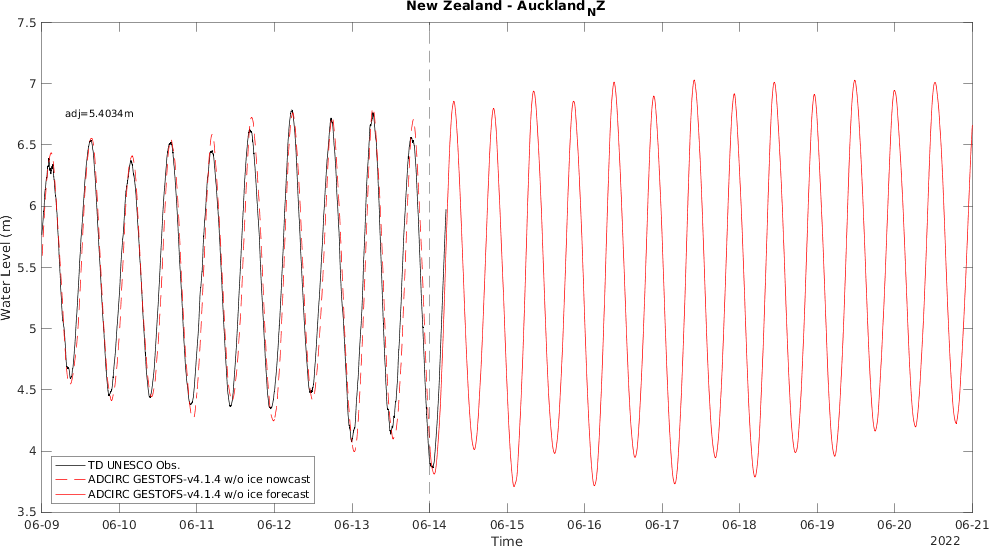 New Zealand - Auckland_NZ
7.5
7
6.5
6
5.5
5
4.5
4
3.5
Water Level (m)
adj=5.4034m
TD UNESCO Obs.
ADCIRC GESTOFS-v4.1.4 w/o ice nowcast
ADCIRC GESTOFS-v4.1.4 w/o ice forecast
06-09 06-10 06-11 06-12 06-13 06-14 06-15 06-16 06-17 06-18 06-19 06-20 06-21
Time
2022